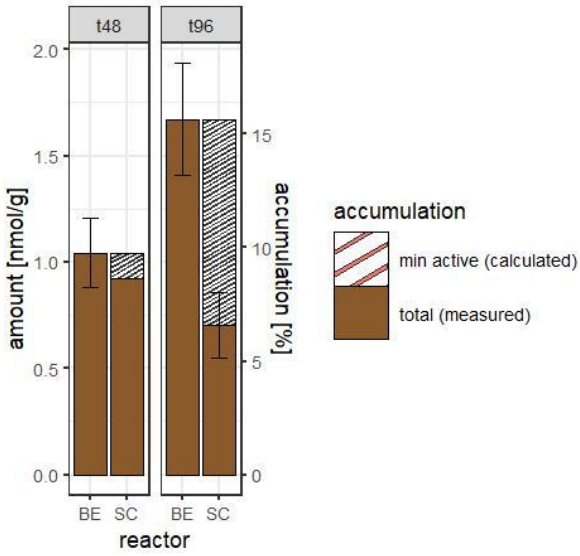 t48
t96
amount [nmol/g]
2.0
1.5
1.0
0.5
0.0
15
10
5
0
accumulation [%]
BE SC BE SC
reactor
accumulation
min active (calculated)
total (measured)